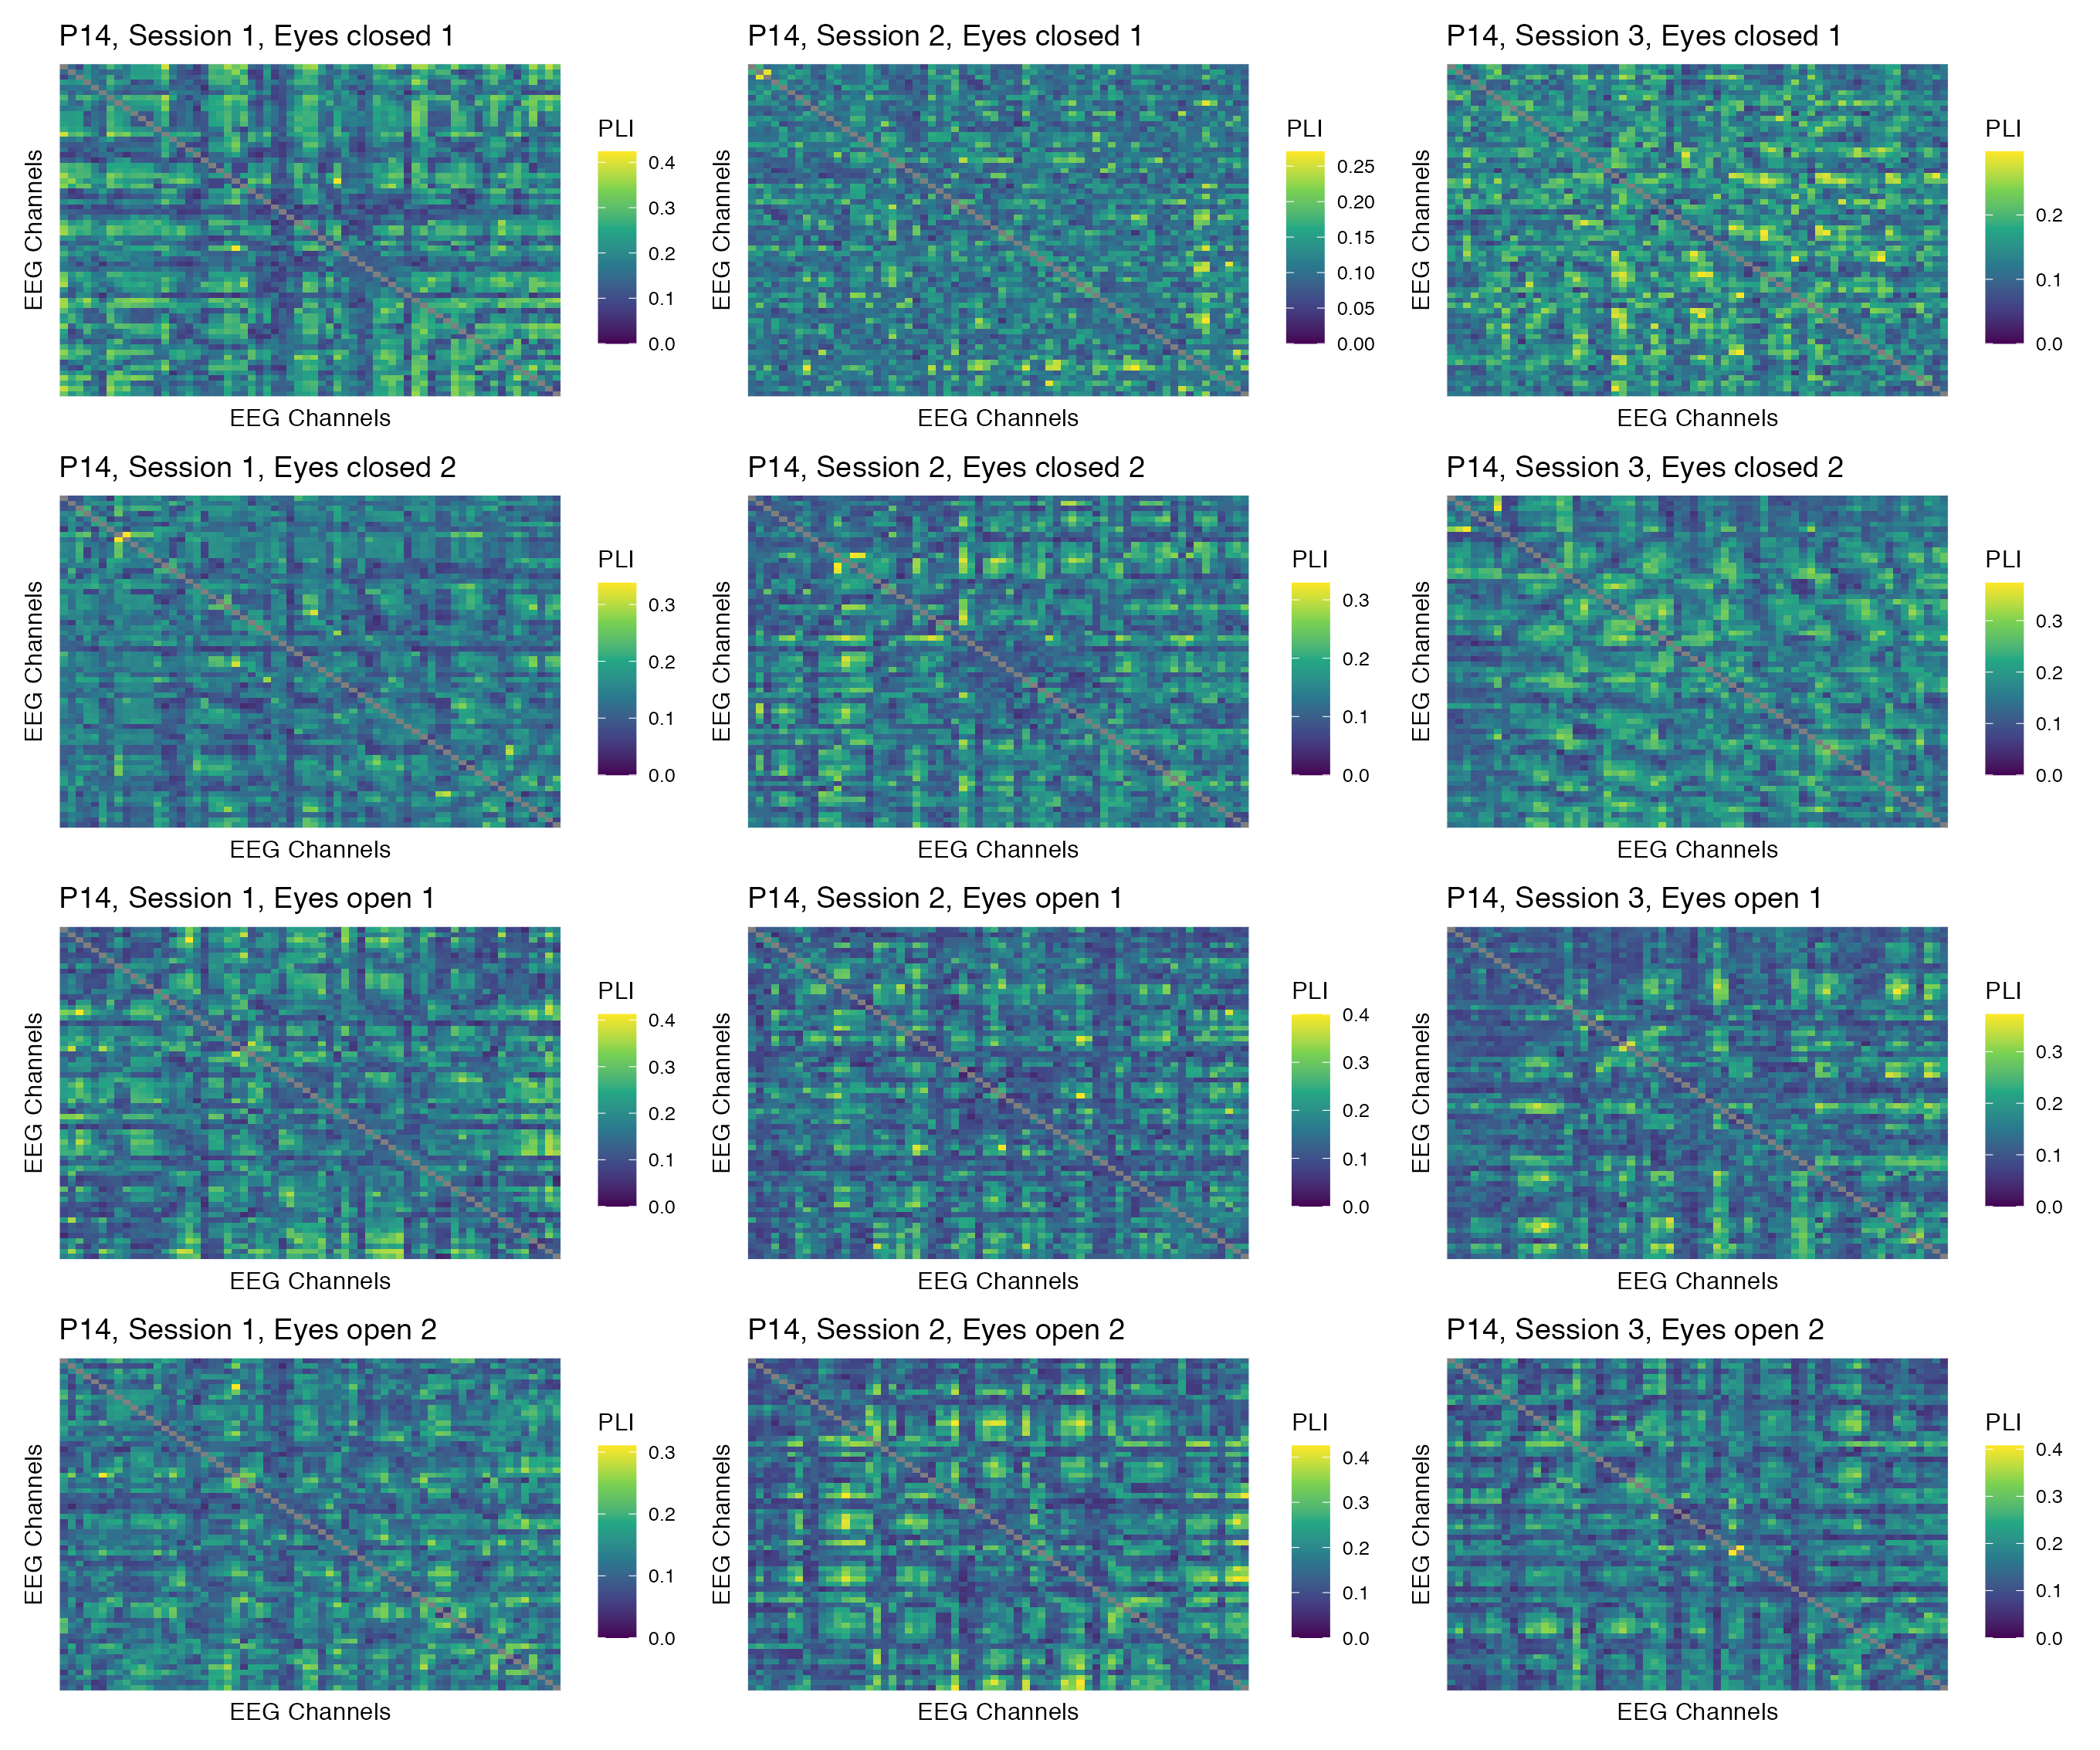 P14, Session 1, Eyes closed 1
EEG Channels
EEG Channels
PLI
0.4
0.3
0.2
0.1
0.0
P14, Session 2, Eyes closed 1
EEG Channels
EEG Channels
PLI
0.25
0.20
0.15
0.10
0.05
0.00
P14, Session 3, Eyes closed 1
EEG Channels
EEG Channels
PLI
0.2
0.1
0.0
P14, Session 1, Eyes closed 2
EEG Channels
EEG Channels
PLI
0.3
0.2
0.1
0.0
P14, Session 2, Eyes closed 2
EEG Channels
EEG Channels
PLI
0.3
0.2
0.1
0.0
P14, Session 3, Eyes closed 2
EEG Channels
EEG Channels
PLI
0.3
0.2
0.1
0.0
P14, Session 1, Eyes open 1
EEG Channels
EEG Channels
PLI
0.4
0.3
0.2
0.1
0.0
P14, Session 2, Eyes open 1
EEG Channels
EEG Channels
PLI
0.4
0.3
0.2
0.1
0.0
P14, Session 3, Eyes open 1
EEG Channels
EEG Channels
PLI
0.3
0.2
0.1
0.0
P14, Session 1, Eyes open 2
EEG Channels
EEG Channels
PLI
0.3
0.2
0.1
0.0
P14, Session 2, Eyes open 2
EEG Channels
EEG Channels
PLI
0.4
0.3
0.2
0.1
0.0
P14, Session 3, Eyes open 2
EEG Channels
EEG Channels
PLI
0.4
0.3
0.2
0.1
0.0